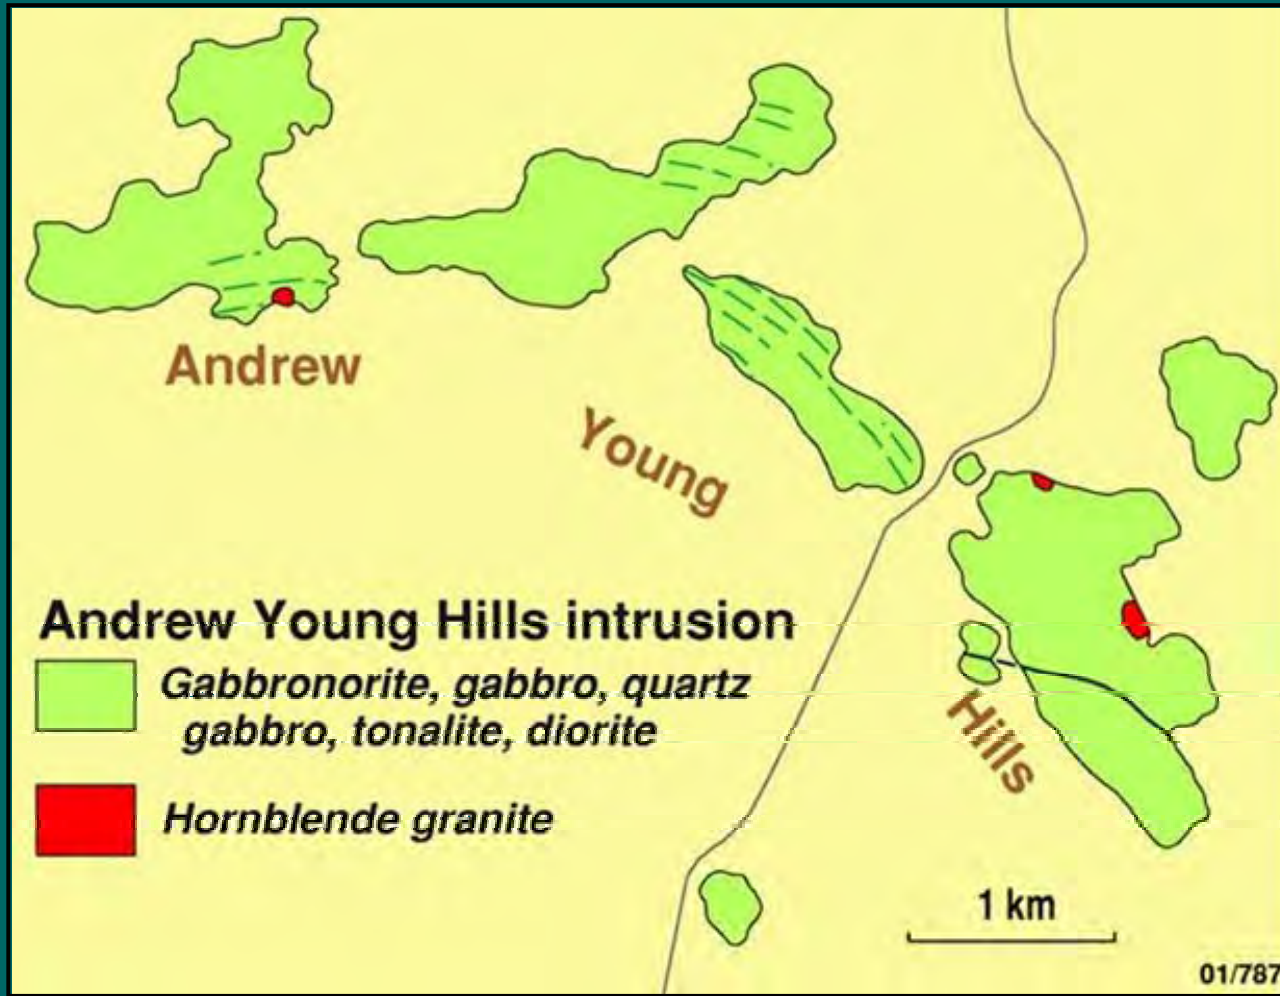 Andrew
Young
Hills
Andrew Young Hills intrusion
Gabbronorite, gabbro, quartz
gabbro, tonalite, diorite
Hornblende granite
1 km
01/787